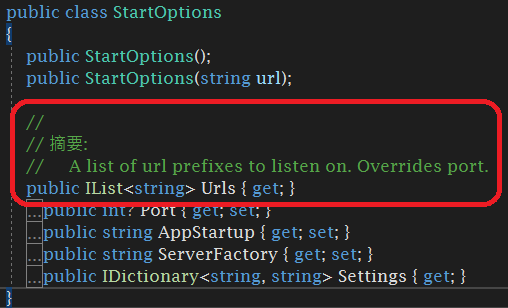 public class StartOptions
{
public StartOptions();
public StartOptions(string url);
//
// 摘要:
//     A list of url prefixes to listen on. Overrides port.
public IList<string> Urls { get; }
...public int? Port { get; set; }
...public string AppStartup { get; set; }
...public string ServerFactory { get; set; }
...public IDictionary<string, string> Settings { get; }
}